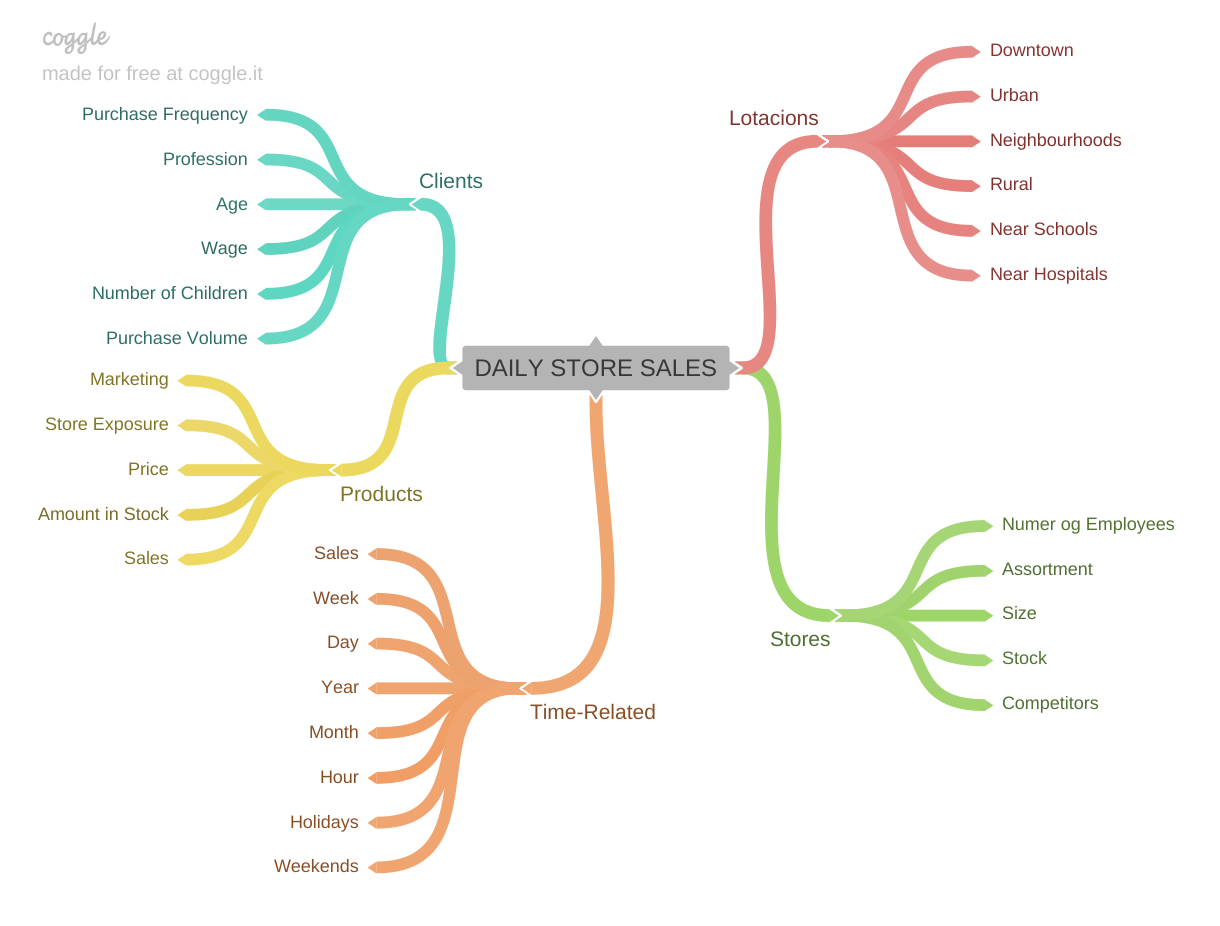 coggle
made for free at coggle.it
Clients
Purchase Frequency
Profession
Age
Wage
Number of Children
Purchase Volume
Products
Marketing
Store Exposure
Price
Amount in Stock
Sales
DAILY STORE SALES
Time-Related
Sales
Week
Day
Year
Month
Hour
Holidays
Weekends
Lotacions
Downtown
Urban
Neighbourhoods
Rural
Near Schools
Near Hospitals
Stores
Numer og Employees
Assortment
Size
Stock
Competitors